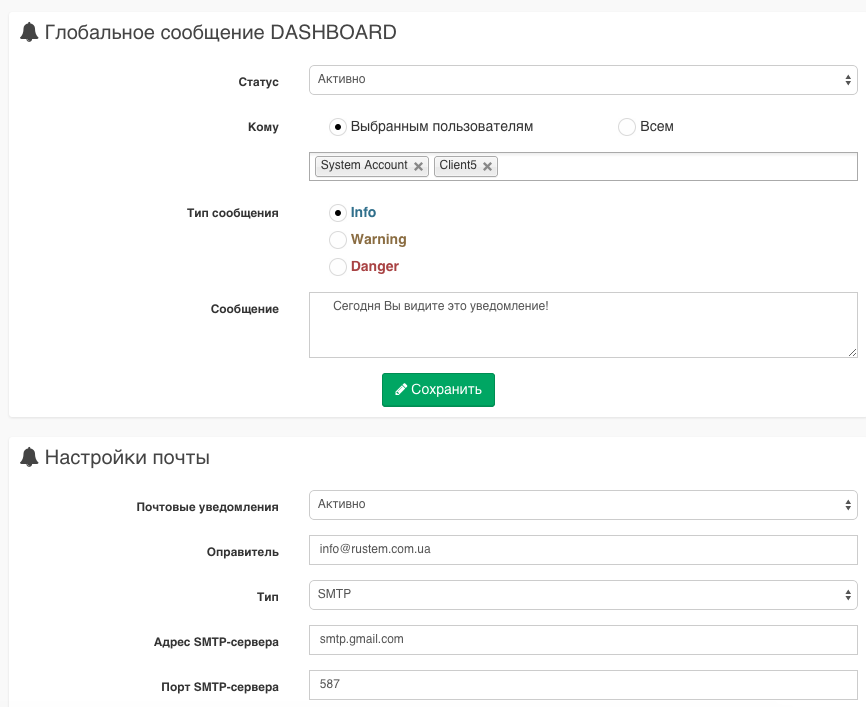 Глобальное сообщение DASHBOARD
Статус Активно
Кому Выбранным пользователям Всем
System Account Client5
Тип сообщения Info
Warning
Danger
Сообщение Сегодня Вы видите это уведомление!
Сохранить
Настройки почты
Почтовые уведомления Активно
Оправитель info@rustem.com.ua
Тип SMTP
Адрес SMTP-сервера smtp.gmail.com
Порт SMTP-сервера 587